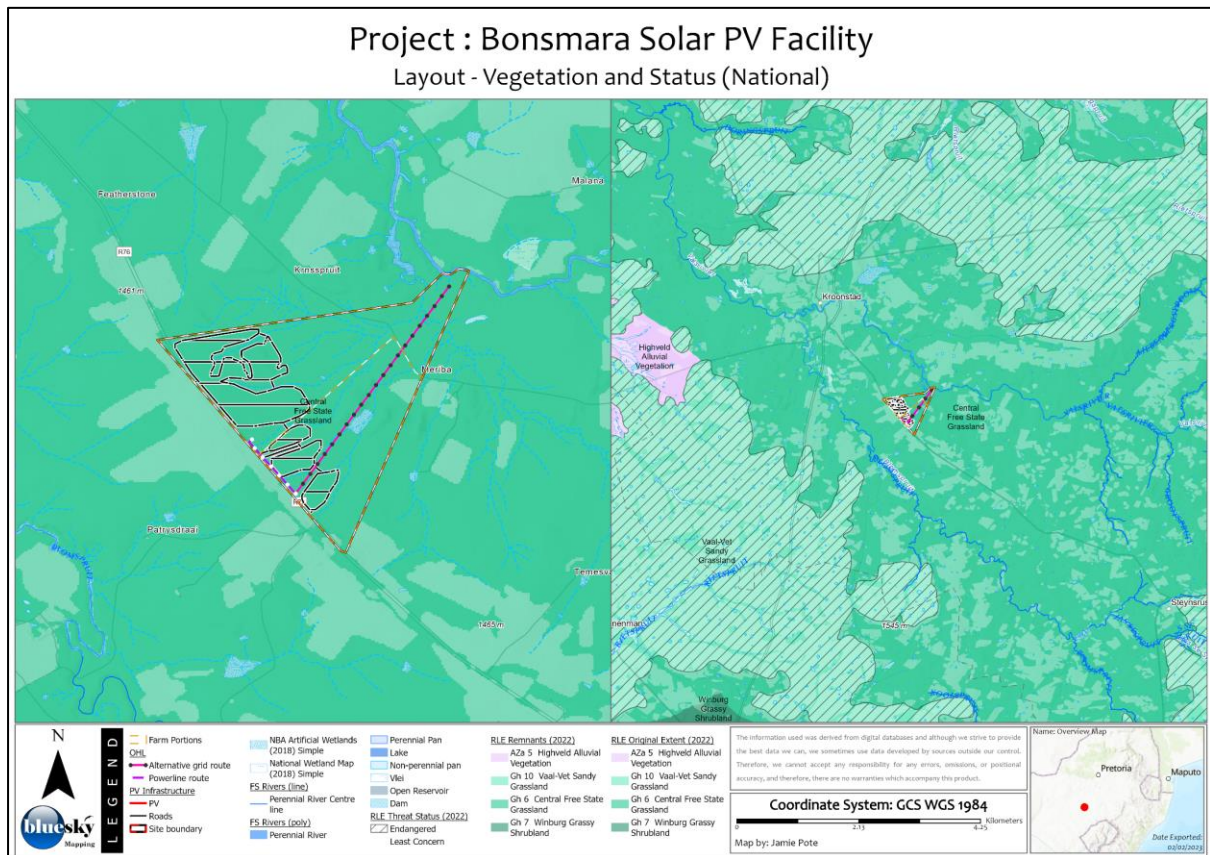 Project : Bonsmara Solar PV Facility
Layout - Vegetation and Status (National)
Featherstone
Malana
R76
Krisspruit
1461 m
Meriba
Central
Free State
Grassland
Patrysdraai
1465 m
Kroonstad
Highveld
Alluvial
Vegetation
Central
Free State
Grassland
Vaal-Vet
Sandy
Grassland
1545 m
Steynsrus
Winburg
Grassy
Shrubland
N
bluesky
Mapping
LEGEND
Farm Portions
OHL
Alternative grid route
Powerline route
PV Infrastructure
PV
Roads
Site boundary
NBA Artificial Wetlands
(2018) Simple
National Wetland Map
(2018) Simple
FS Rivers (line)
Perennial River Centre
line
FS Rivers (poly)
Perennial River
Perennial Pan
Lake
Non-perennial pan
Vlei
Open Reservoir
Dam
RLE Threat Status (2022)
Endangered
Least Concern
RLE Remnants (2022)
AZa 5 Highveld Alluvial
Vegetation
Gh 10 Vaal-Vet Sandy
Grassland
Gh 6 Central Free State
Grassland
Gh 7 Winburg Grassy
Shrubland
RLE Original Extent (2022)
AZa 5 Highveld Alluvial
Vegetation
Gh 10 Vaal-Vet Sandy
Grassland
Gh 6 Central Free State
Grassland
Gh 7 Winburg Grassy
Shrubland
The information used was derived from digital databases and although we strive to provide
the best data we can, we sometimes use data developed by sources outside our control.
Therefore, we cannot accept any responsibility for any errors, omissions, or positional
accuracy, and therefore, there are no warranties which accompany this product.
Coordinate System: GCS WGS 1984
Kilometers
0 2.13 4.25
Map by: Jamie Pote
Name: Overview Map
Pretoria
Maputo
Date Exported:
02/02/2023